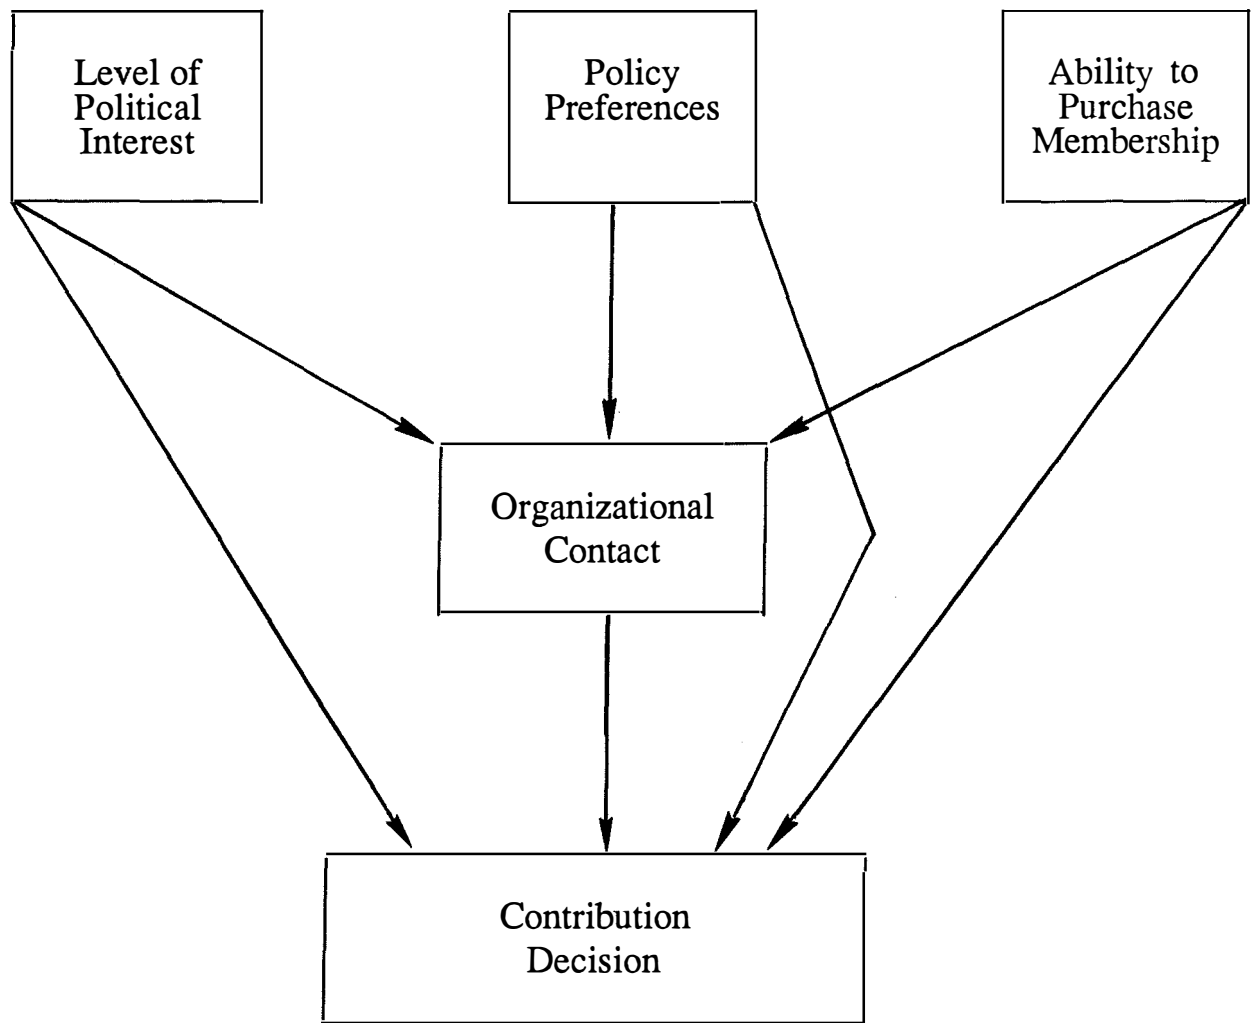 Level of
Political
Interest
Policy
Preferences
Ability to
Purchase
Membership
Organizational
Contact
Contribution
Decision